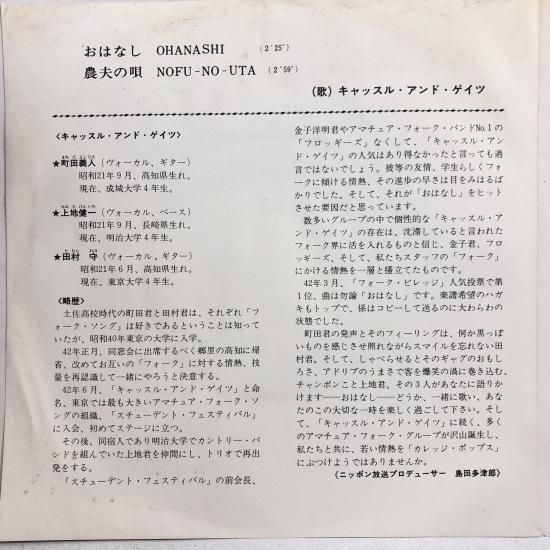 おはなし OHANASHI (2'25")
農夫の唄 NOFU-NO-UTA (2'59")
(歌) キャッスル・アンド・ゲイツ
〈キャッスル・アンド・ゲイツ〉
★町田義人(ヴォーカル、ギター)
昭和21年9月、高知県生れ。
現在、成城大学4年生。
★上地健一(ヴォーカル、ベース)
昭和21年9月、長崎県生れ。
現在、明治大学4年生。
★田村 守(ヴォーカル、ギター)
昭和21年6月、高知県生れ。
現在、東京大学4年生。
〈略歴〉
土佐高校時代の町田君と田村君は、それぞれ「フ
ォーク・ソング」は好きであるということは知って
いたが、昭和40年東京の大学に入学。
42年正月、同窓会に出席するべく郷里の高知に帰
省、改めてお互いの「フォーク」に対する情熱、技
量を再認識して一緒にやろうと決意する。
42年6月、「キャッスル・アンド・ゲイツ」と命
名、東京では最も大きいアマチュア・フォーク・ソ
ングの組織、「スチューデント・フェスティバル」
に入会、初めてステージに立つ。
その後、同宿人であり明治大学でカントリー・バ
ンドを組んでいた上地君を仲間にし、トリオで再出
発をする。
「スチューデント・フェスティバル」の前会長、
金子洋明君やアマチュア・フォーク・バンドNo.1の
「フロッギーズ」なくして、「キャッスル・アン
ド・ゲイツ」の人気はあり得なかったと言っても過
言ではないでしょう。彼等の友情、学生らしくフォ
ークに傾ける情熱、その進歩の早さは目をみはるば
かりでした。そして、それが「おはなし」をヒット
させた要因だと思っています。
数多いグループの中で個性的な「キャッスル・ア
ンド・ゲイツ」の存在は、沈滞していると言われた
フォーク界に活を入れるものと信じ、金子君、フロ
ッギーズ、そして、私たちスタッフの「フォーク」
にかける情熱を一層と掻立てたものです。
42年3月、「フォーク・ビレッジ」人気投票で第
1位、曲は勿論「おはなし」です。楽譜希望のハガ
キもトップで、係はコピーして送るのに大わらわの
状態でした。
町田君の発声とそのフィーリングは、何か黒っぽ
いものを感じさせ照れながらスマイルを忘れない田
村君。そして、しゃべらせるとそのギャグのおもし
ろさ、アドリブのうまさで客を爆笑の渦に巻き込む、
チャンポンこと上地君。その3人があなたに語りか
けます――おはなし――どうか、一緒に歌い、あな
たのこの大切な一時を楽しく過ごして下さい。そし
て、「キャッスル・アンド・ゲイツ」に続く、多く
のアマチュア・フォーク・グループが沢山誕生し、
私たちと共に、若い情熱を「カレッジ・ポップス」
にぶつけようではありませんか。
〈ニッポン放送プロデューサー 島田多津郎〉